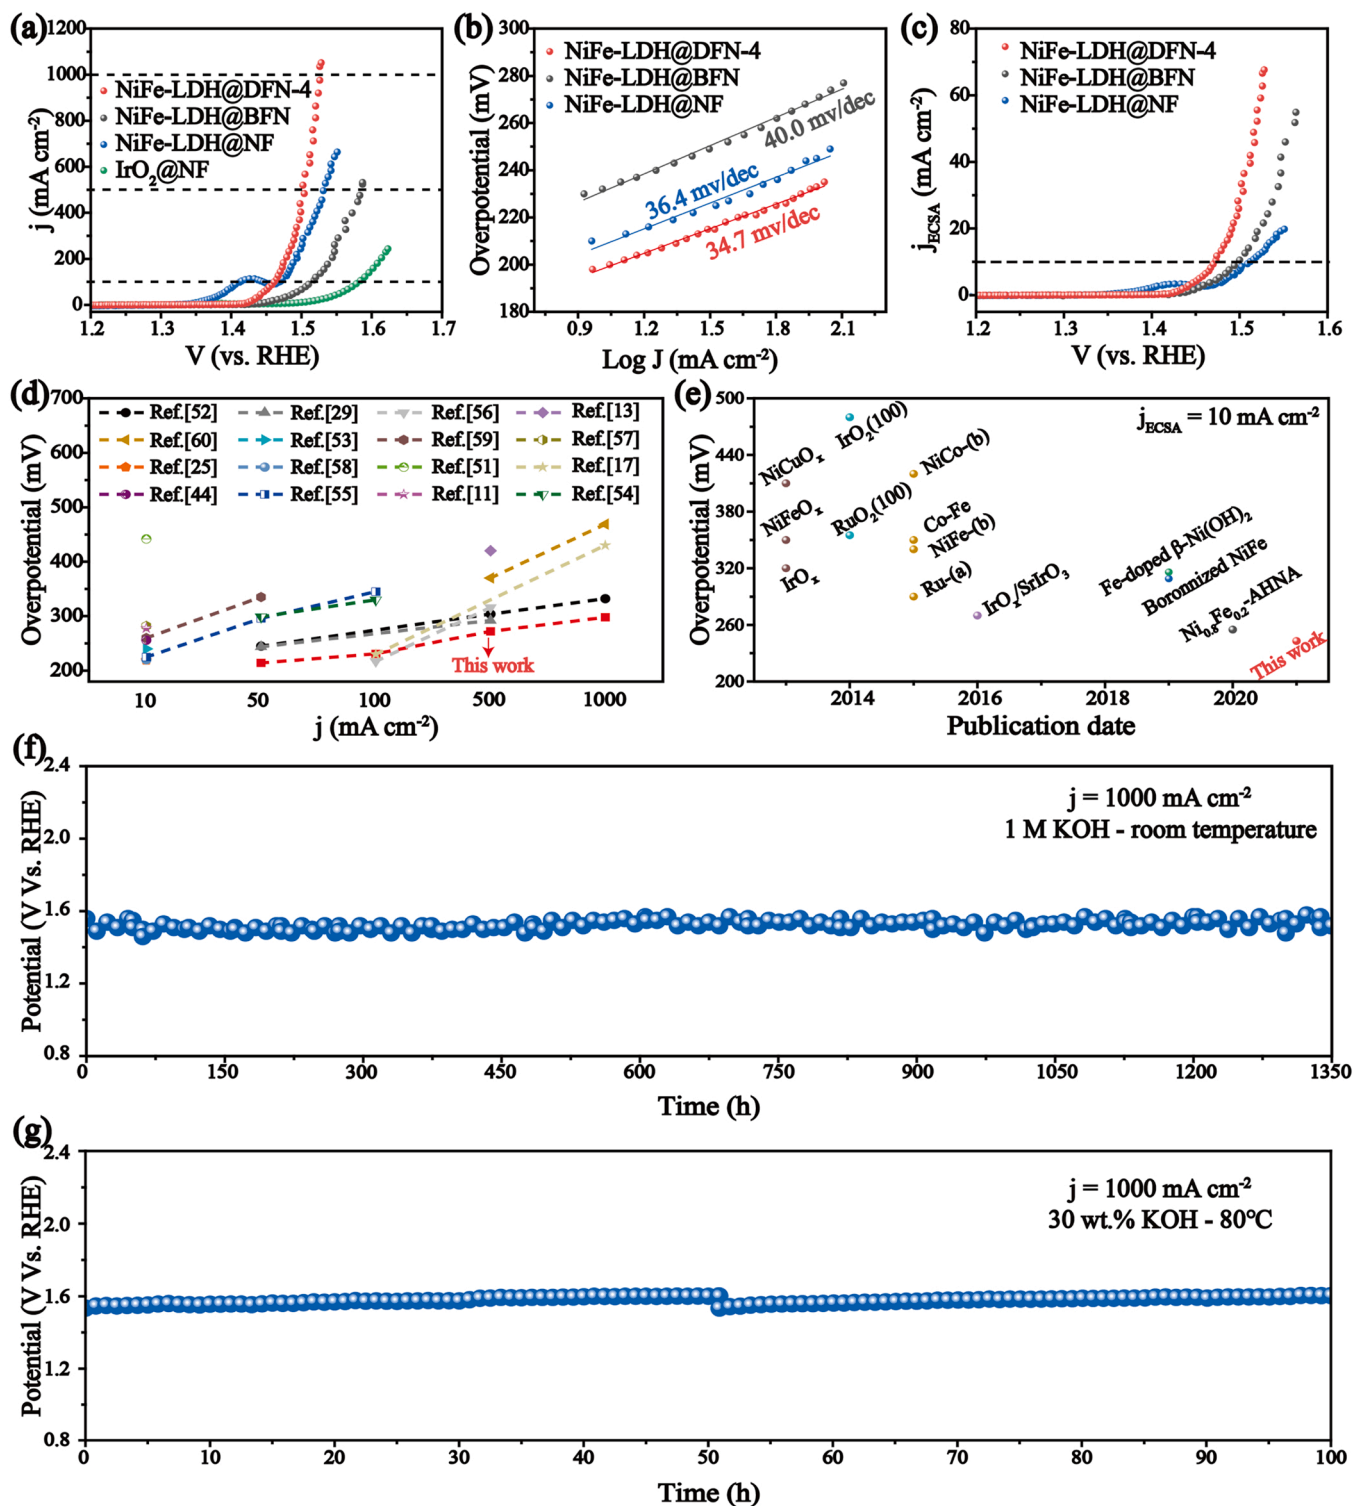 (a)
1200
1000
800
600
400
200
0
1.2 1.3 1.4 1.5 1.6 1.7
j (mA cm-2)
V (vs. RHE)
NiFe-LDH@DFN-4
NiFe-LDH@BFN
NiFe-LDH@NF
IrO2@NF
(b)
300
280
260
240
220
200
180
0.9 1.2 1.5 1.8 2.1
Overpotential (mV)
Log J (mA cm-2)
NiFe-LDH@DFN-4
NiFe-LDH@BFN
NiFe-LDH@NF
40.0 mv/dec
36.4 mv/dec
34.7 mv/dec
(c)
80
60
40
20
0
1.2 1.3 1.4 1.5 1.6
jECSA (mA cm-2)
V (vs. RHE)
NiFe-LDH@DFN-4
NiFe-LDH@BFN
NiFe-LDH@NF
(d)
700
600
500
400
300
200
10 50 100 500 1000
Overpotential (mV)
j (mA cm-2)
Ref.[52] Ref.[29] Ref.[56] Ref.[13]
Ref.[60] Ref.[53] Ref.[59] Ref.[57]
Ref.[25] Ref.[58] Ref.[51] Ref.[17]
Ref.[44] Ref.[55] Ref.[11] Ref.[54]
This work
(e)
500
440
380
320
260
200
2014 2016 2018 2020
Overpotential (mV)
Publication date
jECSA = 10 mA cm-2
NiCuOx
IrO2(100)
NiCo-(b)
NiFeOx
RuO2(100)
Co-Fe
NiFe-(b)
IrOx
Ru-(a)
IrOx/SrIrO3
Fe-doped β-Ni(OH)2
Boronnized NiFe
Ni0.8Fe0.2-AHNA
This work
(f)
2.4
2.0
1.6
1.2
0.8
0 150 300 450 600 750 900 1050 1200 1350
Potential (V Vs. RHE)
Time (h)
j = 1000 mA cm-2
1 M KOH - room temperature
(g)
2.4
2.0
1.6
1.2
0.8
0 10 20 30 40 50 60 70 80 90 100
Potential (V Vs. RHE)
Time (h)
j = 1000 mA cm-2
30 wt.% KOH - 80°C